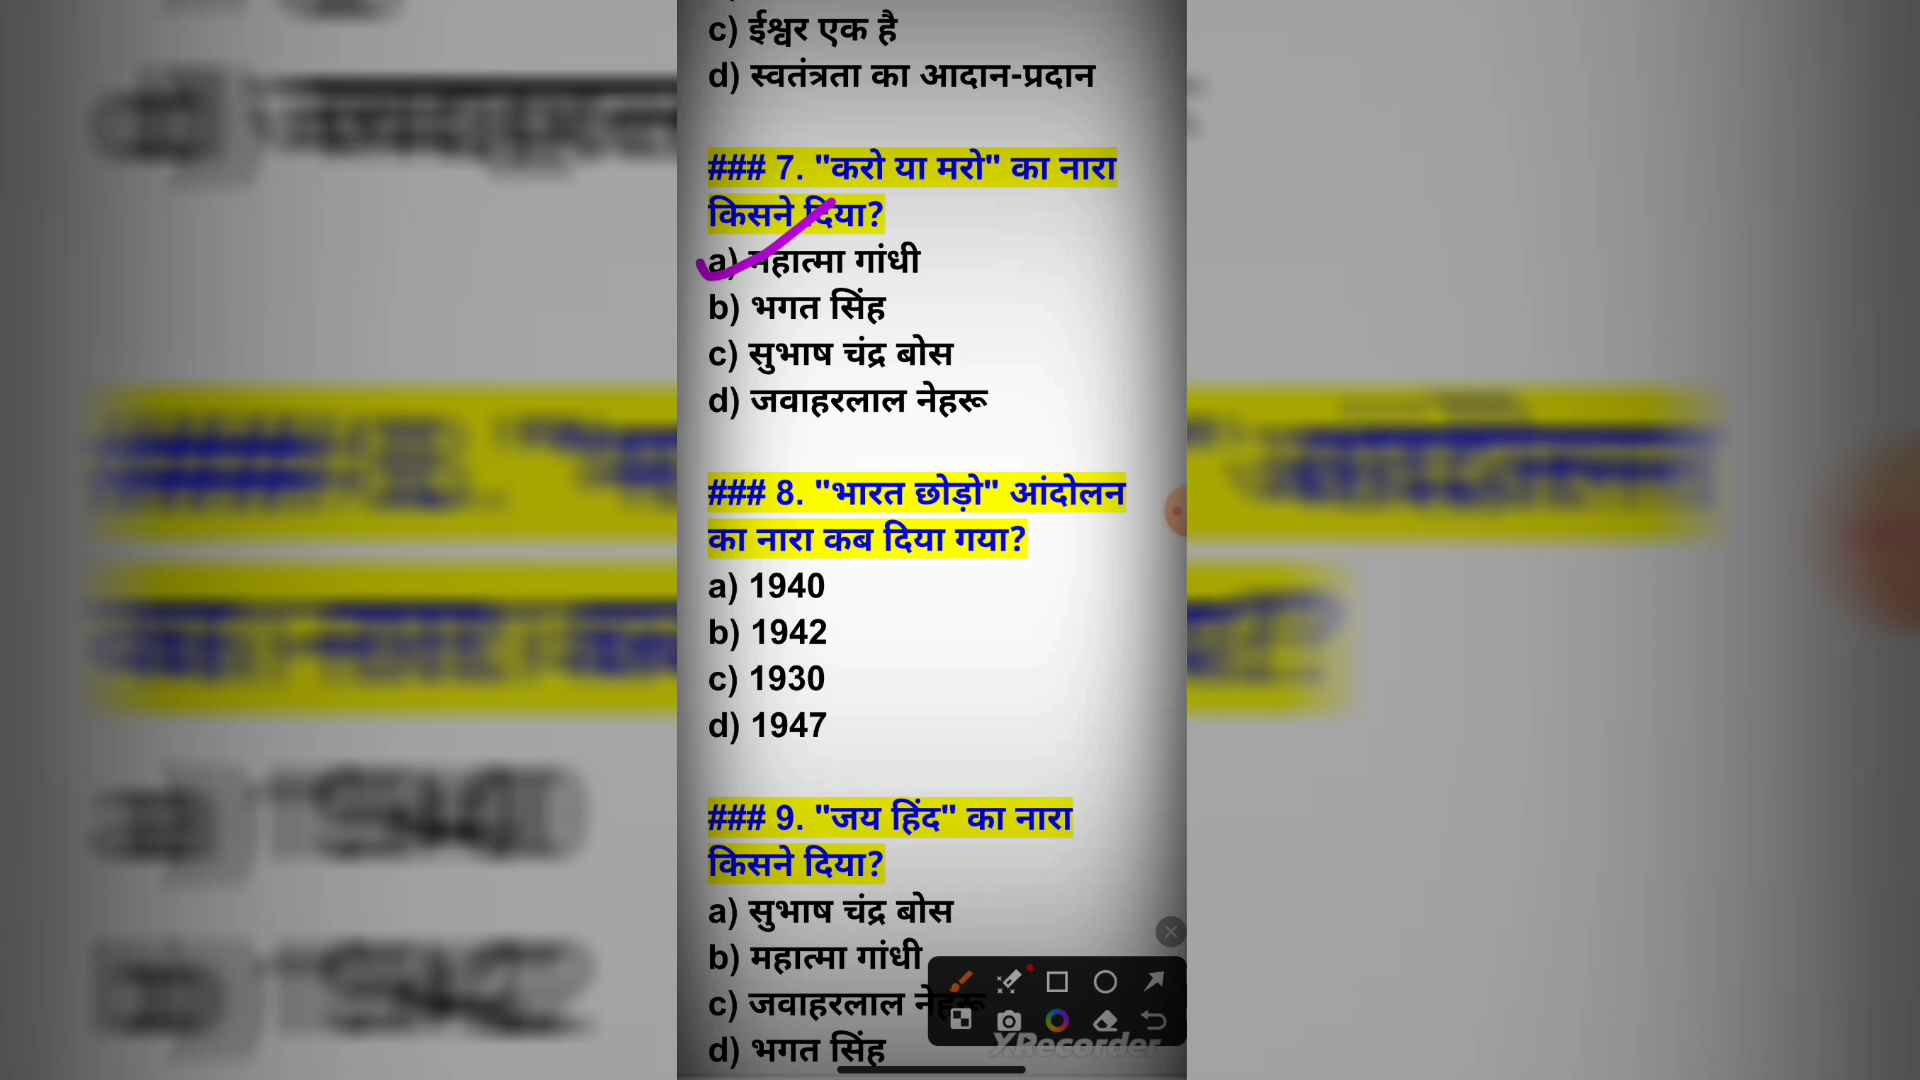 c) ईश्वर एक है
d) स्वतंत्रता का आदान-प्रदान
### 7. "करो या मरो" का नारा
किसने दिया?
a) महात्मा गांधी
b) भगत सिंह
c) सुभाष चंद्र बोस
d) जवाहरलाल नेहरू
### 8. "भारत छोड़ो" आंदोलन
का नारा कब दिया गया?
a) 1940
b) 1942
c) 1930
d) 1947
### 9. "जय हिंद" का नारा
किसने दिया?
a) सुभाष चंद्र बोस
b) महात्मा गांधी
c) जवाहरलाल नेहरू
d) भगत सिंह
XRecorder